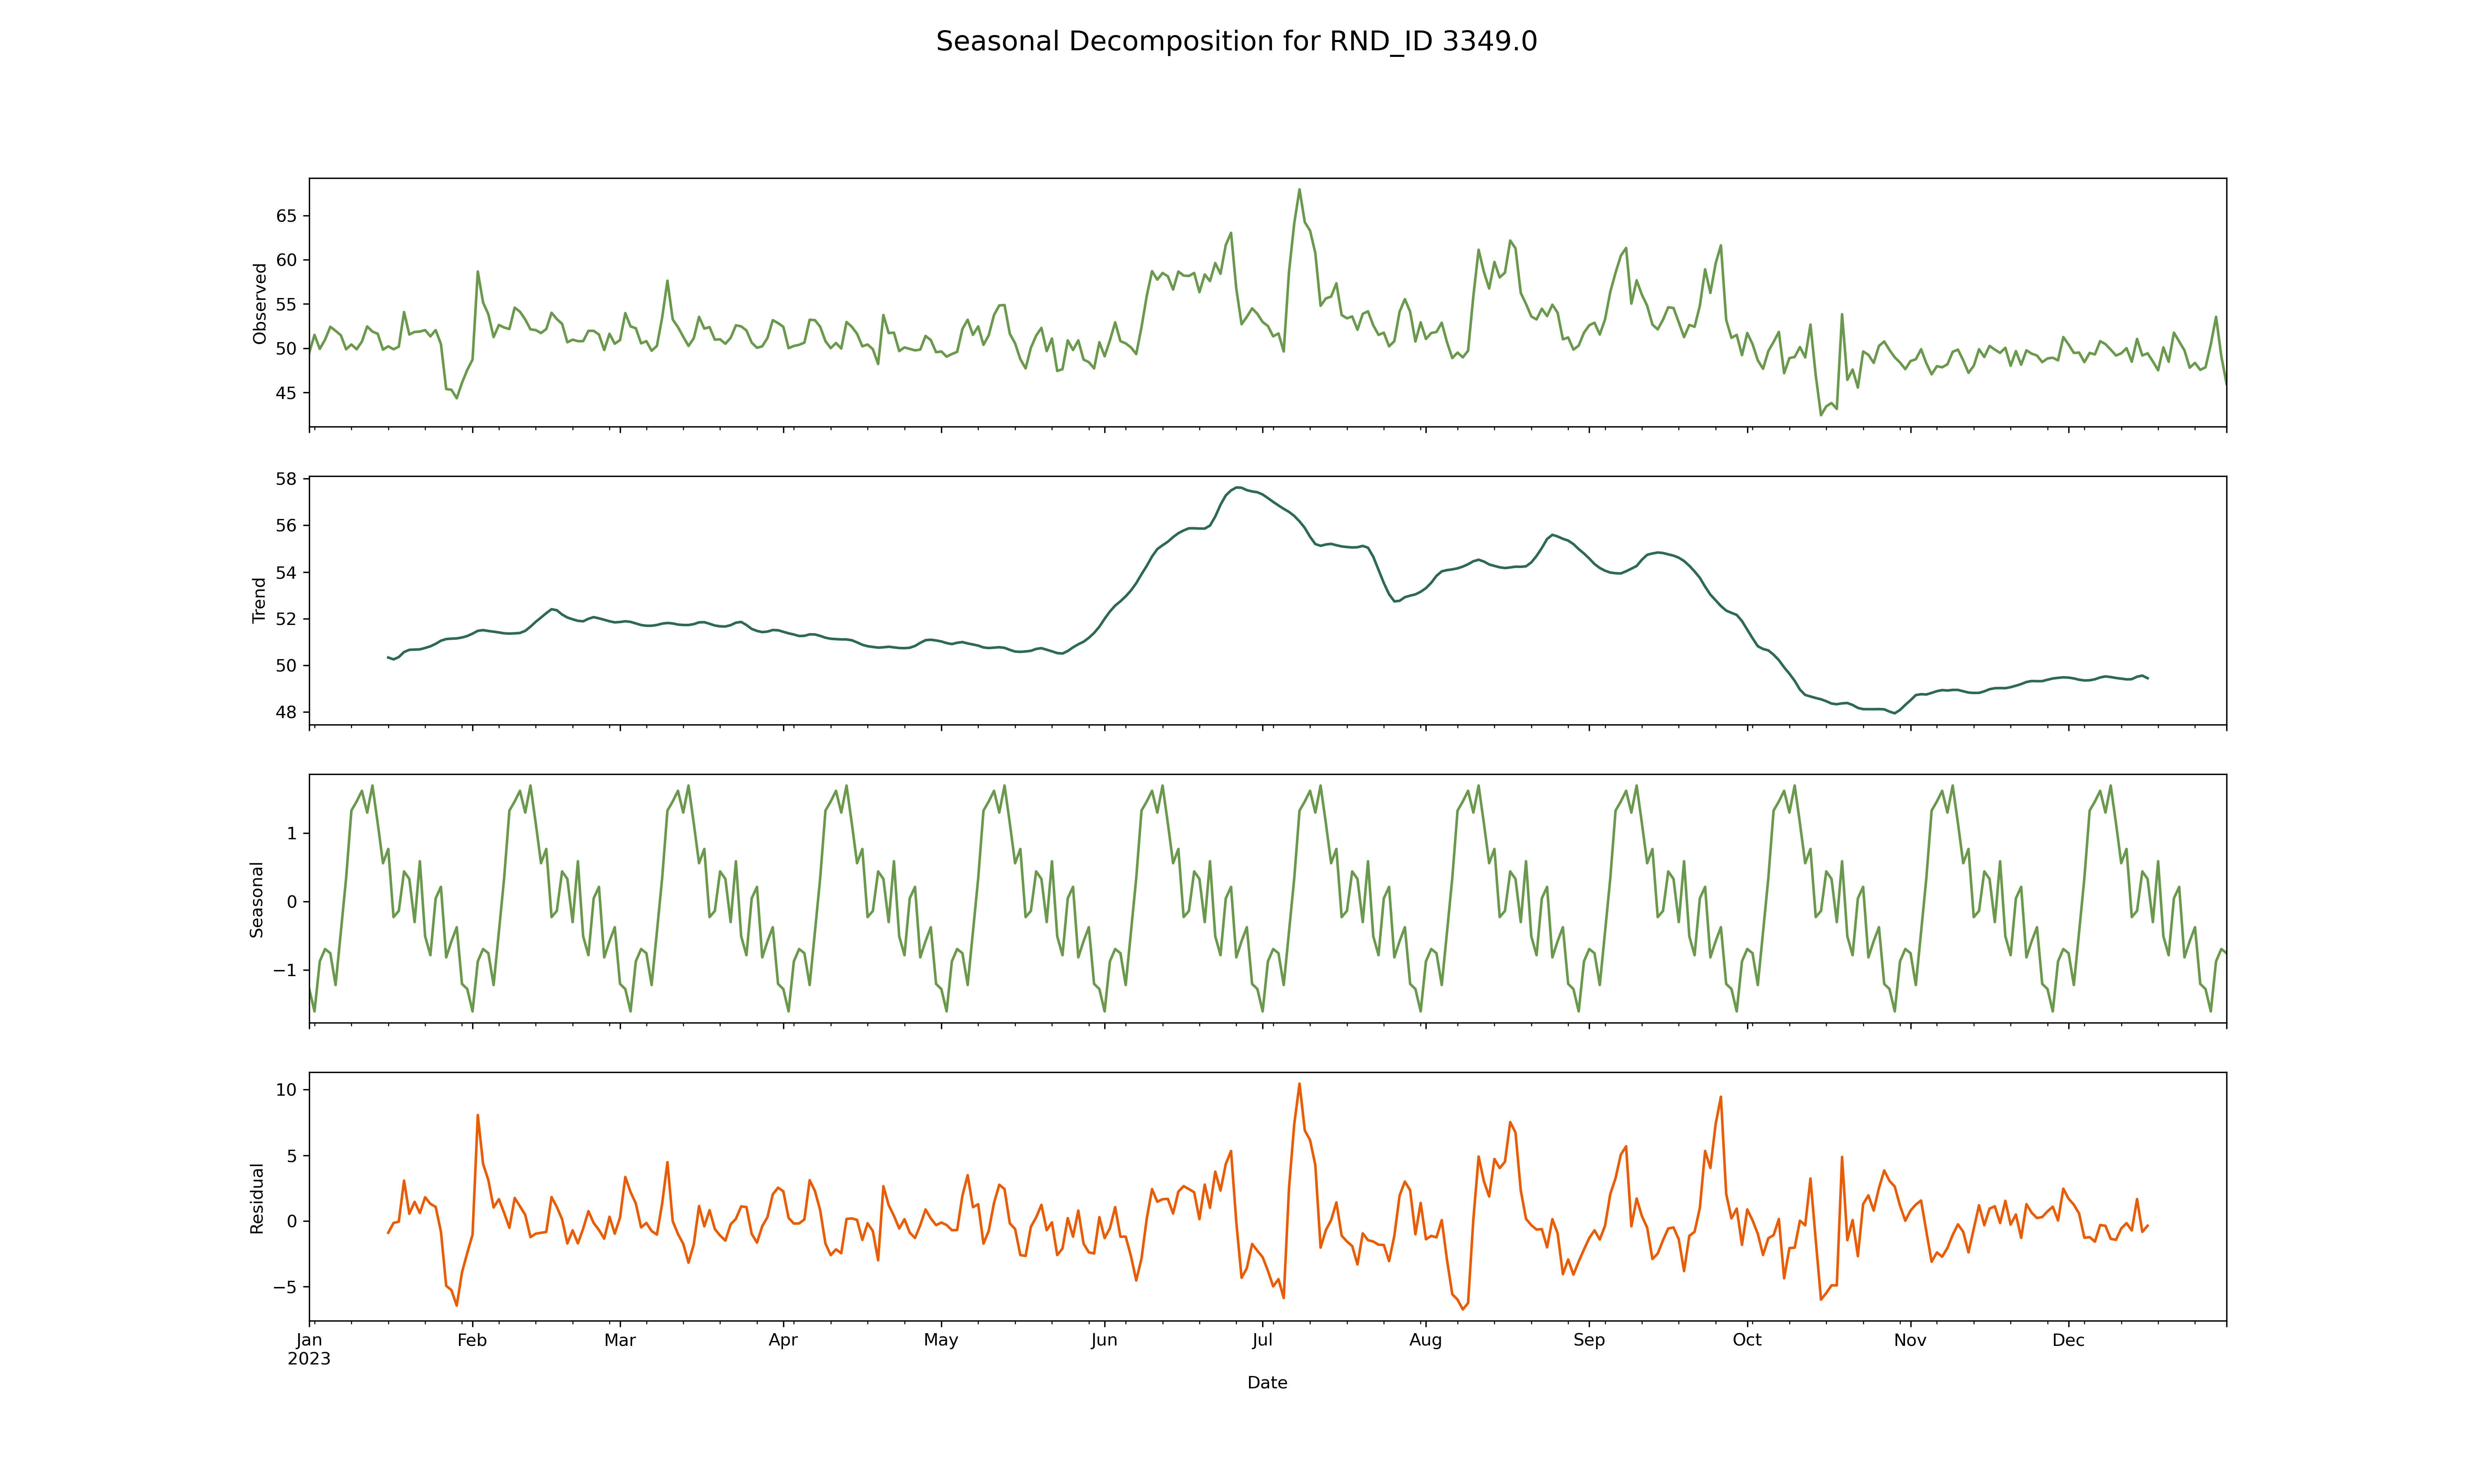 Seasonal Decomposition for RND_ID 3349.0
Observed
65
60
55
50
45
Trend
58
56
54
52
50
48
Seasonal
1
0
−1
Residual
10
5
0
−5
Jan Feb Mar Apr May Jun Jul Aug Sep Oct Nov Dec
2023
Date